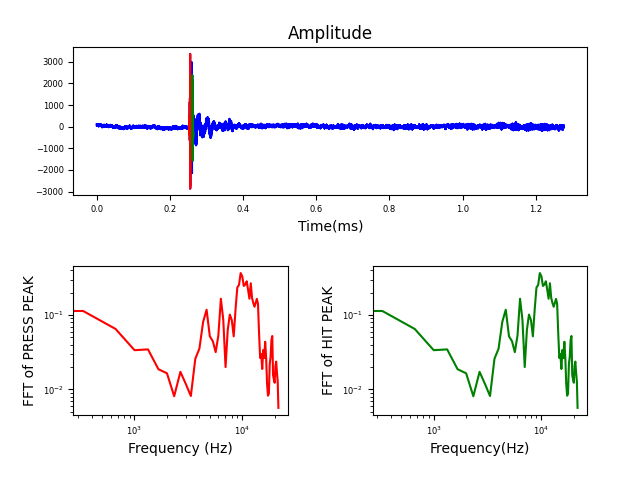 Amplitude
3000
2000
1000
0
−1000
−2000
−3000
0.0 0.2 0.4 0.6 0.8 1.0 1.2
Time(ms)
FFT of PRESS PEAK
10⁻¹
10⁻²
10³ 10⁴
Frequency (Hz)
FFT of HIT PEAK
10⁻¹
10⁻²
10³ 10⁴
Frequency(Hz)